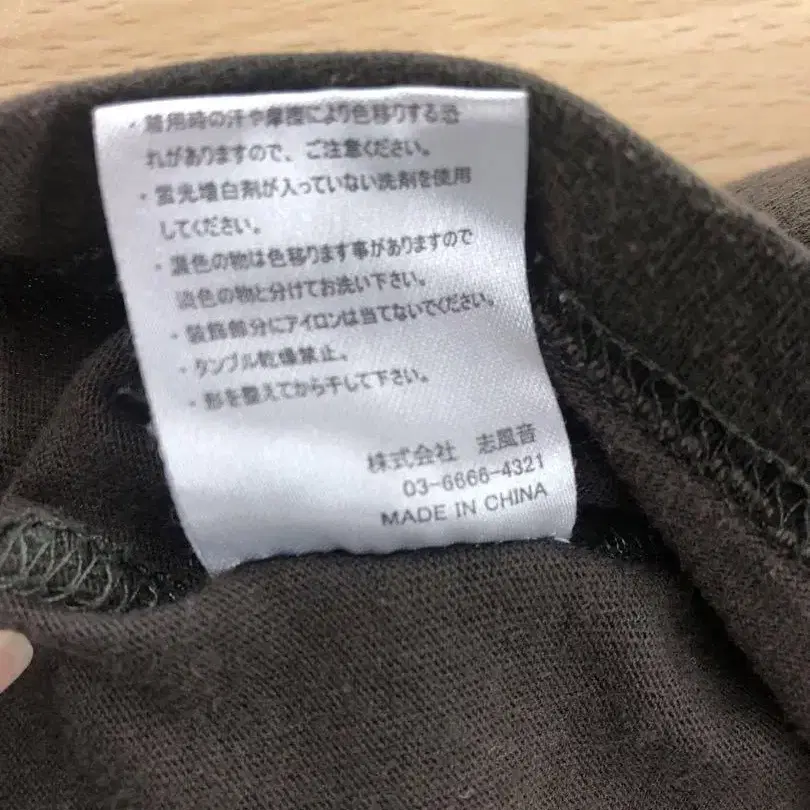 ・着用時の汗や摩擦により色移りする恐
れがありますので、ご注意ください。
・蛍光増白剤が入っていない洗剤を使用
してください。
・濃色の物は色移ります事がありますので
淡色の物と分けてお洗い下さい。
・装飾部分にアイロンは当てないでください。
・タンブル乾燥禁止。
・形を整えてから干して下さい。
株式会社 志風音
03-6666-4321
MADE IN CHINA